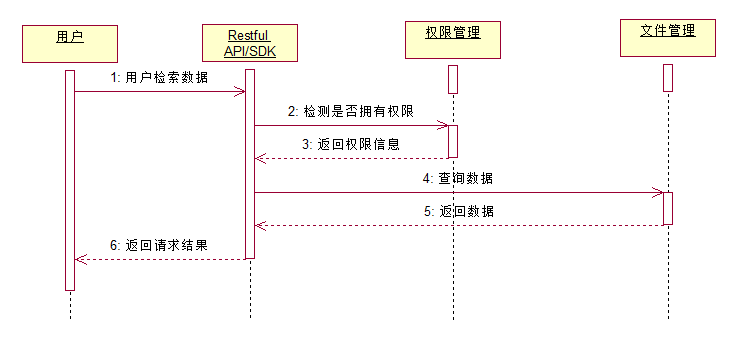 用户
Restful
API/SDK
权限管理
文件管理
1: 用户检索数据
2: 检测是否拥有权限
3: 返回权限信息
4: 查询数据
5: 返回数据
6: 返回请求结果